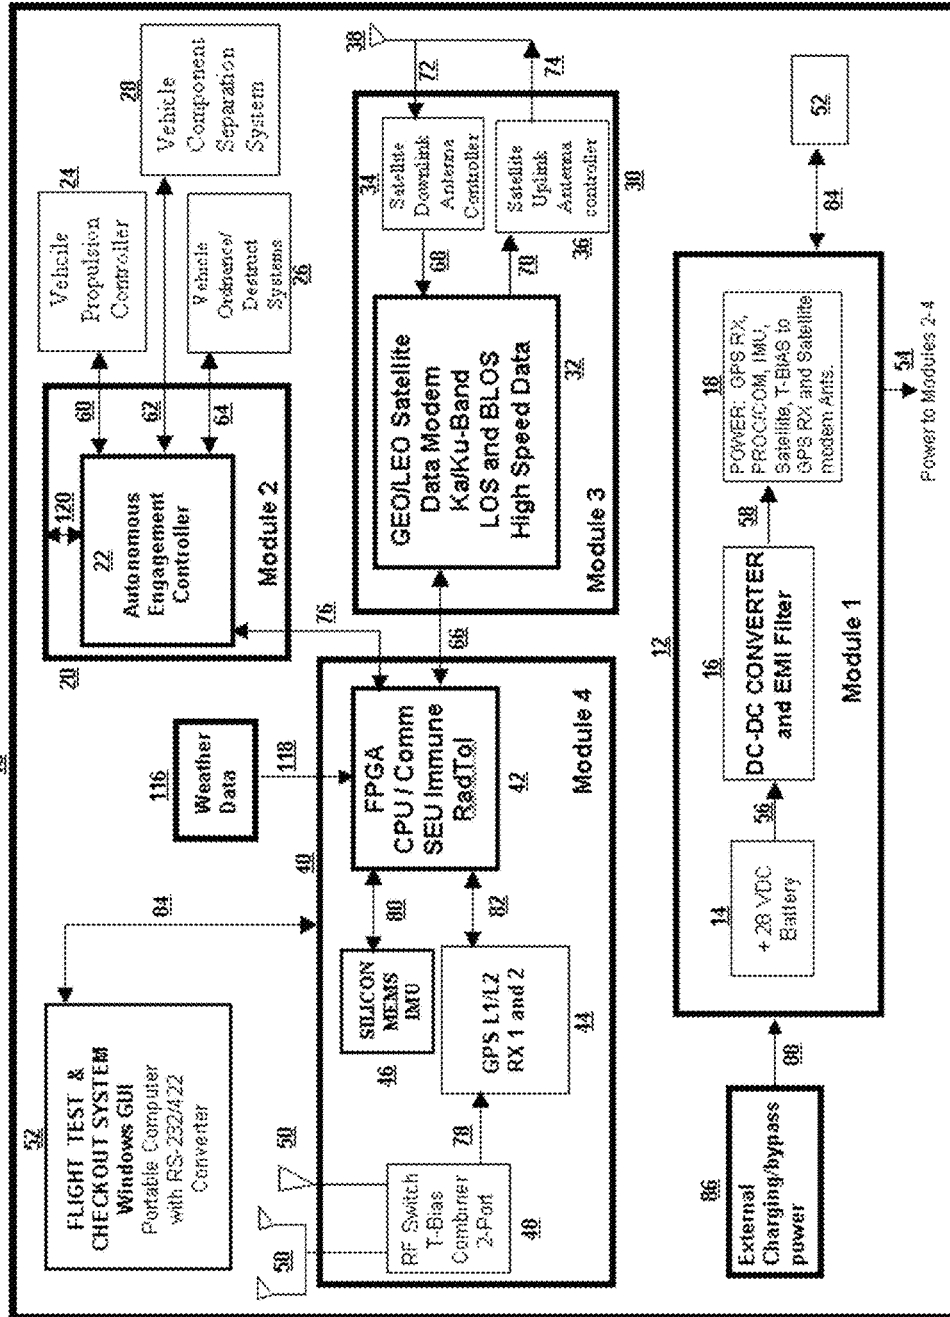 52
FLIGHT TEST &
CHECKOUT SYSTEM
Windows GUI
Portable Computer
with RS-232/422
Converter
84
116
Weather
Data
118
20
120
22
Autonomous
Engagement
Controller
Module 2
60
62
64
24
Vehcile
Propulsion
Controller
28
Vehicle
Component
Separation
System
Vehicle
Ordnance/
Destruct
Systems
26
76
50
50
40
RF Switch
T-Bias
Combiner
2-Port
48
78
SILICON
MEMS
IMU
46
80
GPS L1/L2
RX 1 and 2
44
82
FPGA
CPU / Comm
SEU Immune
RadTol
42
Module 4
66
GEO/LEO Satellite
Data Modem
Ka/Ku-Band
LOS and BLOS
High Speed Data
32
68
70
34
Satellite
Downlink
Antenna
Controller
Satellite
Uplink
Antenna
controller
36
Module 3
30
72
74
38
86
External
Charging/bypass
power
88
12
14
+ 28 VDC
Battery
56
16
DC-DC CONVERTER
and EMI Filter
58
18
POWER: GPS RX,
PROC/COM, IMU,
Satellite, T-BIAS to
GPS RX and Satellite
modem Ants.
Module 1
54
Power to Modules 2-4
84
52